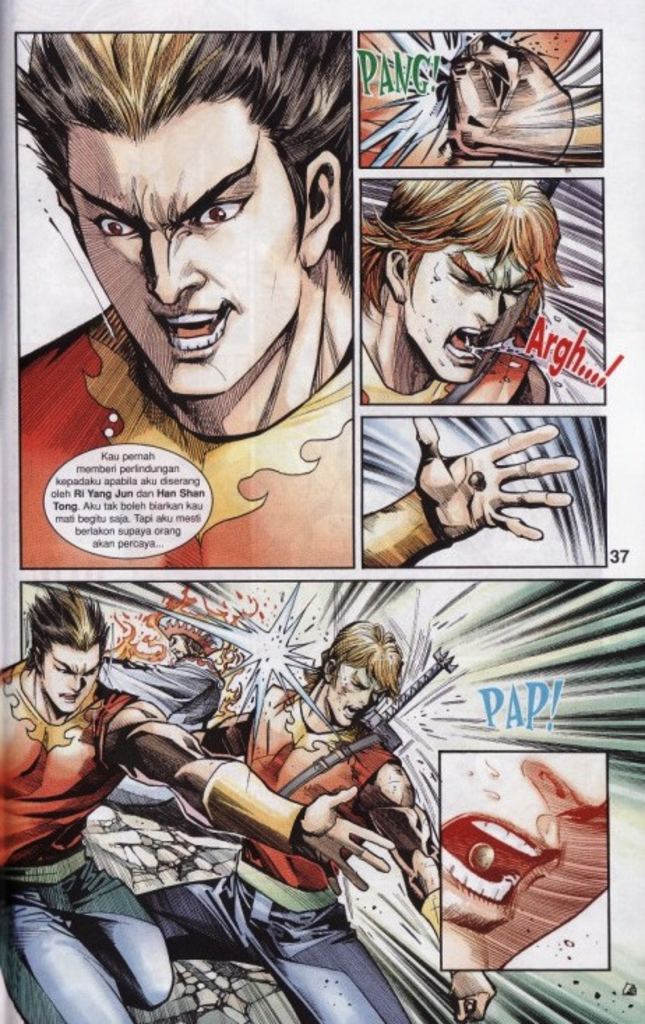 Kau pernah
memberi perlindungan
kepadaku apabila aku diserang
oleh Ri Yang Jun dan Han Shan
Tong. Aku tak boleh biarkan kau
mati begitu saja. Tapi aku mesti
berlakon supaya orang
akan percaya...
PANG!
Argh....!
37
PAP!